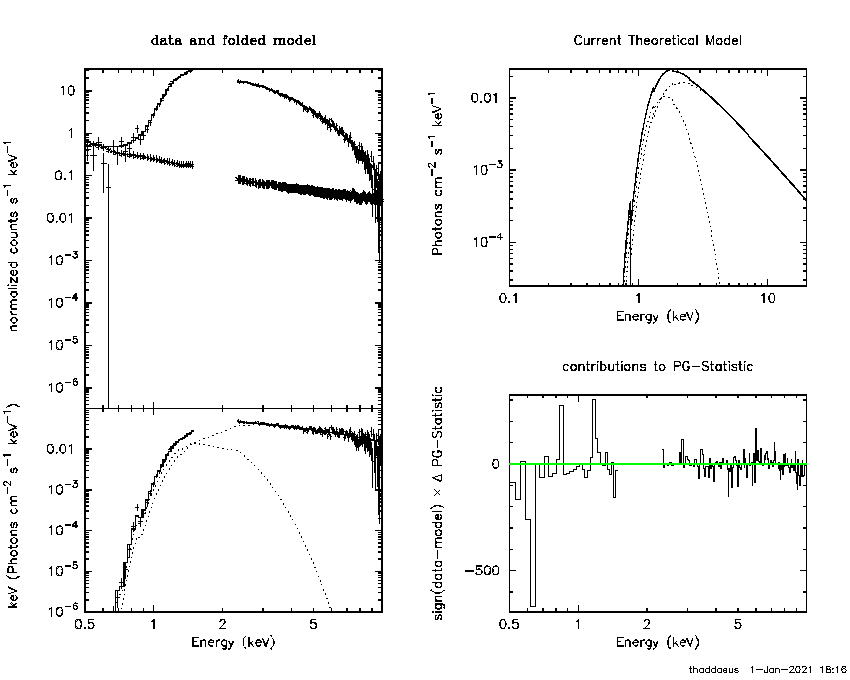 data and folded model
normalized counts s⁻¹ keV⁻¹
10
1
0.1
0.01
10⁻³
10⁻⁴
10⁻⁵
10⁻⁶
keV (Photons cm⁻² s⁻¹ keV⁻¹)
0.01
10⁻³
10⁻⁴
10⁻⁵
10⁻⁶
0.5 1 2 5
Energy (keV)
Current Theoretical Model
Photons cm⁻² s⁻¹ keV⁻¹
0.01
10⁻³
10⁻⁴
0.1 1 10
Energy (keV)
contributions to PG-Statistic
sign(data-model) × Δ PG-Statistic
0
-500
0.5 1 2 5
Energy (keV)
thaddaeus 1-Jan-2021 18:16